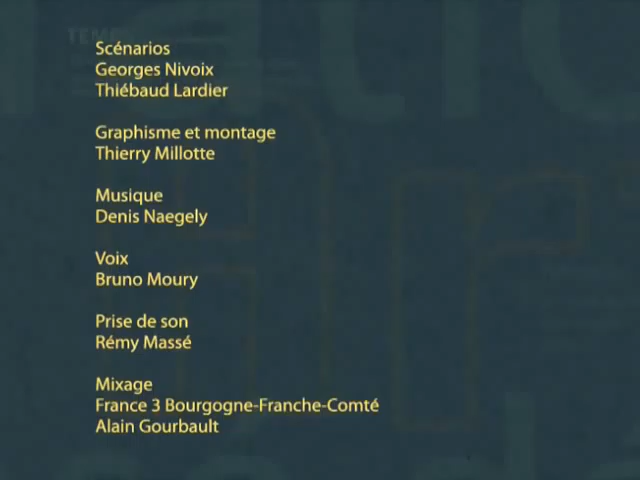 Scénarios
Georges Nivoix
Thiébaud Lardier
Graphisme et montage
Thierry Millotte
Musique
Denis Naegely
Voix
Bruno Moury
Prise de son
Rémy Massé
Mixage
France 3 Bourgogne-Franche-Comté
Alain Gourbault